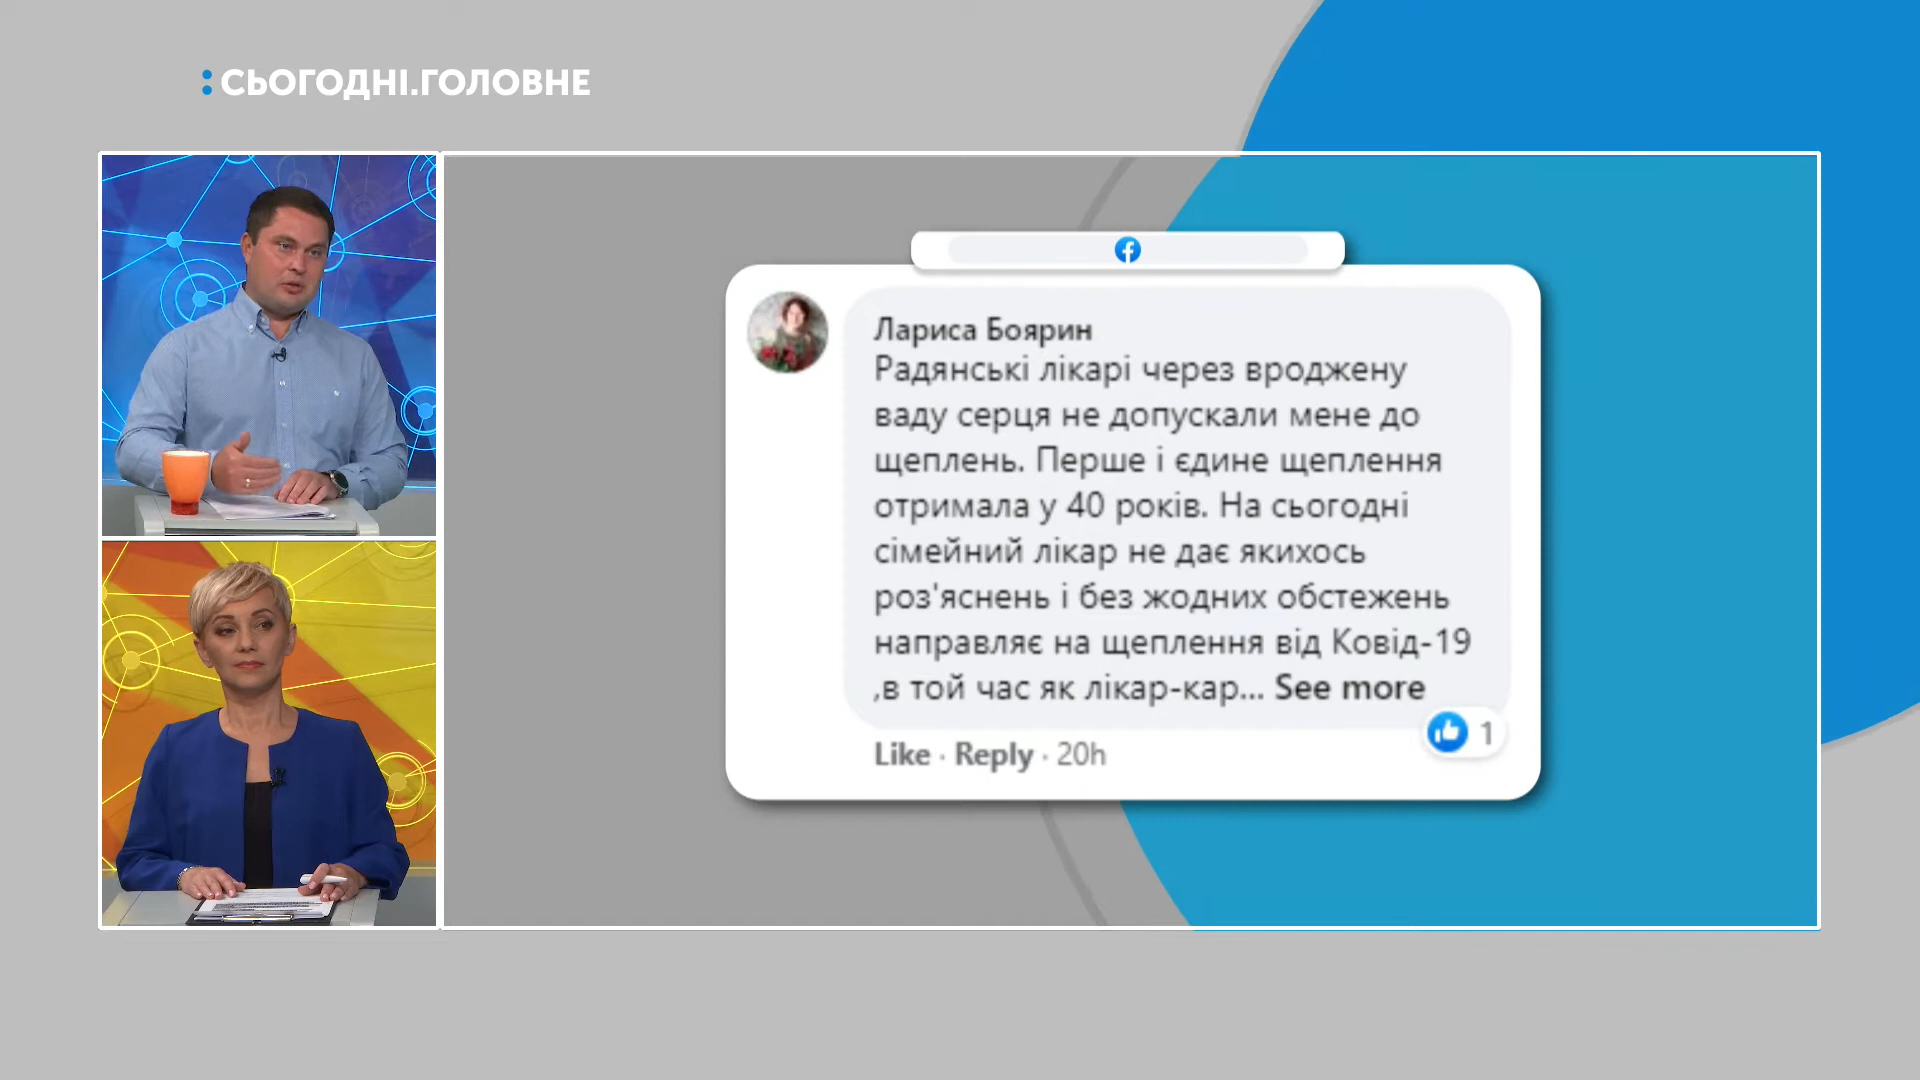 :СЬОГОДНІ.ГОЛОВНЕ
Лариса Боярин
Радянські лікарі через вроджену
ваду серця не допускали мене до
щеплень. Перше і єдине щеплення
отримала у 40 років. На сьогодні
сімейний лікар не дає якихось
роз'яснень і без жодних обстежень
направляє на щеплення від Ковід-19
,в той час як лікар-кар... See more
1
Like · Reply · 20h